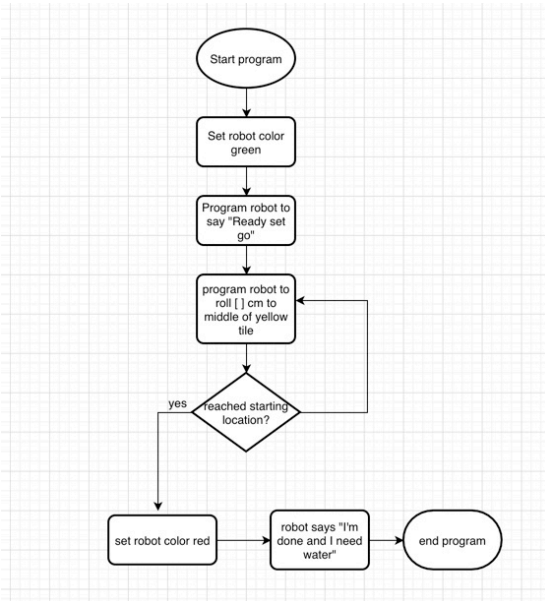 Start program
Set robot color
green
Program robot to
say "Ready set
go"
program robot to
roll [ ] cm to
middle of yellow
tile
yes
reached starting
location?
set robot color red
robot says "I'm
done and I need
water"
end program